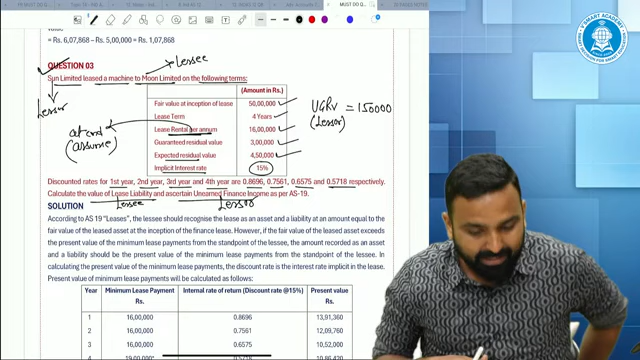 value
= Rs. 6,07,868 – Rs. 5,00,000 = Rs. 1,07,868
QUESTION 03
Lessee
Sun Limited leased a machine to Moon Limited on the following terms:
Lessor
(Amount in Rs.)
Fair value at inception of lease 50,00,000
Lease Term 4 Years
Lease Rental per annum 16,00,000
Guaranteed residual value 3,00,000
Expected residual value 4,50,000
Implicit Interest rate 15%
at end
(assume)
UGRV = 150000
(Lessor)
Discounted rates for 1st year, 2nd year, 3rd year and 4th year are 0.8696, 0.7561, 0.6575 and 0.5718 respectively.
Calculate the value of Lease Liability and ascertain Unearned Finance Income as per AS-19.
Lessee Lessor
SOLUTION
According to AS 19 "Leases", the lessee should recognise the lease as an asset and a liability at an amount equal to the
fair value of the leased asset at the inception of the finance lease. However, if the fair value of the leased asset exceeds
the present value of the minimum lease payments from the standpoint of the lessee, the amount recorded as an asset
and a liability should be the present value of the minimum lease payments from the standpoint of the lessee. In
calculating the present value of the minimum lease payments, the discount rate is the interest rate implicit in the lease.
Present value of minimum lease payments will be calculated as follows:
Year Minimum Lease Payment Rs. Internal rate of return (Discount rate @15%) Present value Rs.
1 16,00,000 0.8696 13,91,360
2 16,00,000 0.7561 12,09,760
3 16,00,000 0.6575 10,52,000
4 19,00,000* 0.5718 10,86,420
V SMART ACADEMY